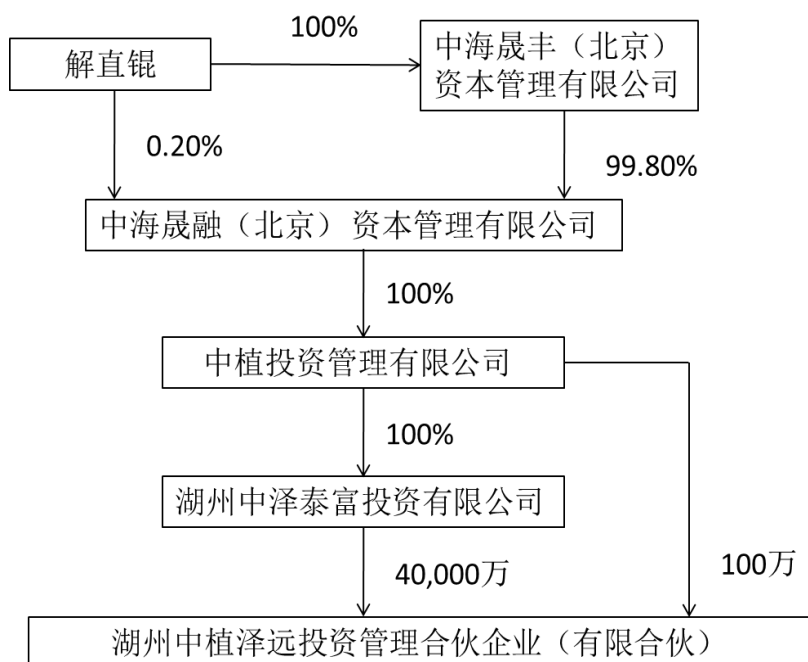 100%
解直锟
中海晟丰（北京）
资本管理有限公司
0.20%
99.80%
中海晟融（北京） 资本管理有限公司
100%
中植投资管理有限公司
100%
湖州中泽泰富投资有限公司
40,000万
100万
湖州中植泽远投资管理合伙企业（有限合伙）